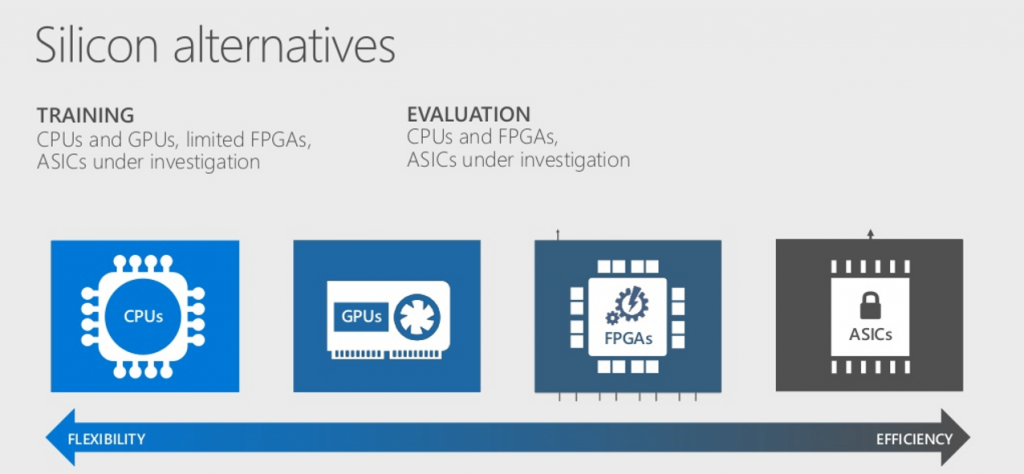 Silicon alternatives
TRAINING
CPUs and GPUs, limited FPGAs,
ASICs under investigation
EVALUATION
CPUs and FPGAs,
ASICs under investigation
CPUs
GPUs
FPGAs
ASICs
FLEXIBILITY
EFFICIENCY